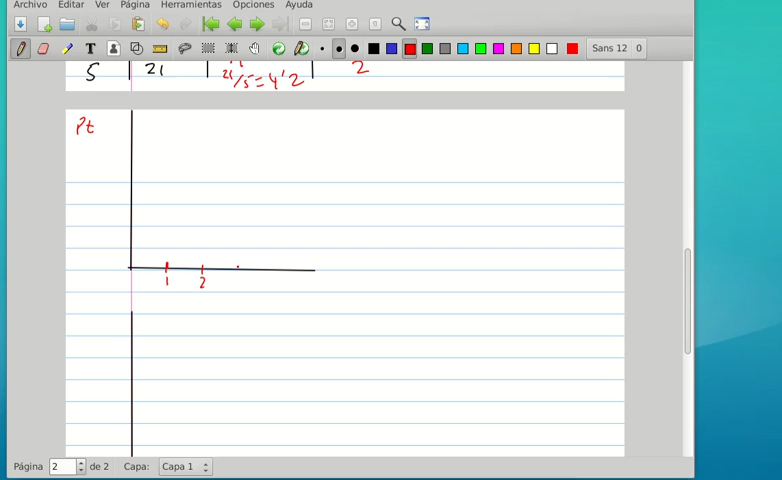 Archivo Editar Ver Página Herramientas Opciones Ayuda
T Sans 12 0
5 21 21/5=4'2 2
Pt
1 2
Página 2 de 2 Capa: Capa 1